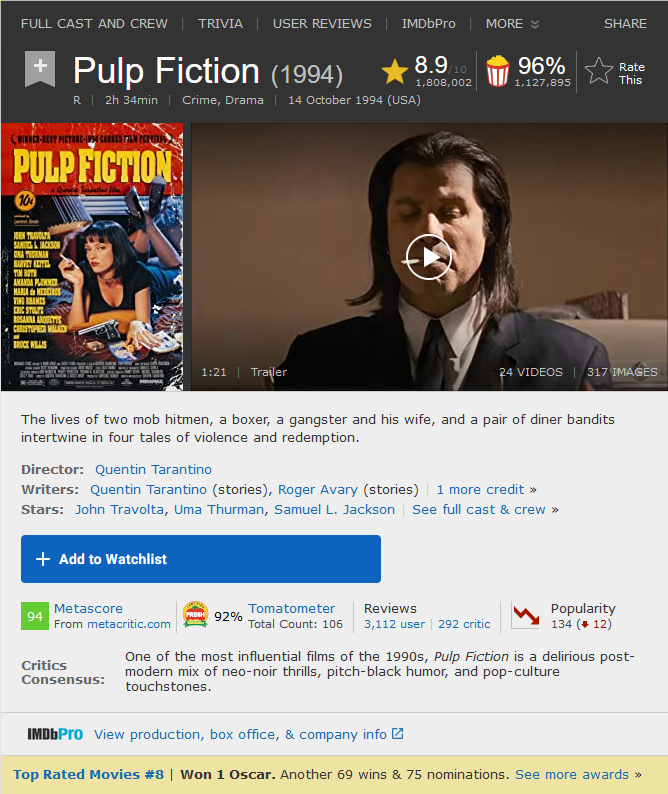 FULL CAST AND CREW | TRIVIA | USER REVIEWS | IMDbPro | MORE SHARE
+ Pulp Fiction (1994) 8.9/10 1,808,002 96% 1,127,895 Rate This
R | 2h 34min | Crime, Drama | 14 October 1994 (USA)
WINNER-BEST PICTURE-1994 CANNES FILM FESTIVAL
PULP FICTION
a Quentin Tarantino film
10¢
JOHN TRAVOLTA
SAMUEL L. JACKSON
UMA THURMAN
HARVEY KEITEL
TIM ROTH
AMANDA PLUMMER
MARIA de MEDEIROS
VING RHAMES
ERIC STOLTZ
ROSANNA ARQUETTE
CHRISTOPHER WALKEN
and
BRUCE WILLIS
MIRAMAX
1:21 | Trailer 24 VIDEOS | 317 IMAGES
The lives of two mob hitmen, a boxer, a gangster and his wife, and a pair of diner bandits
intertwine in four tales of violence and redemption.
Director: Quentin Tarantino
Writers: Quentin Tarantino (stories), Roger Avary (stories) | 1 more credit »
Stars: John Travolta, Uma Thurman, Samuel L. Jackson | See full cast & crew »
+ Add to Watchlist
94 Metascore
From metacritic.com
FRESH 92% Tomatometer
Total Count: 106
Reviews
3,112 user | 292 critic
Popularity
134 (↓ 12)
Critics Consensus:
One of the most influential films of the 1990s, Pulp Fiction is a delirious post-
modern mix of neo-noir thrills, pitch-black humor, and pop-culture
touchstones.
IMDbPro View production, box office, & company info
Top Rated Movies #8 | Won 1 Oscar. Another 69 wins & 75 nominations. See more awards »